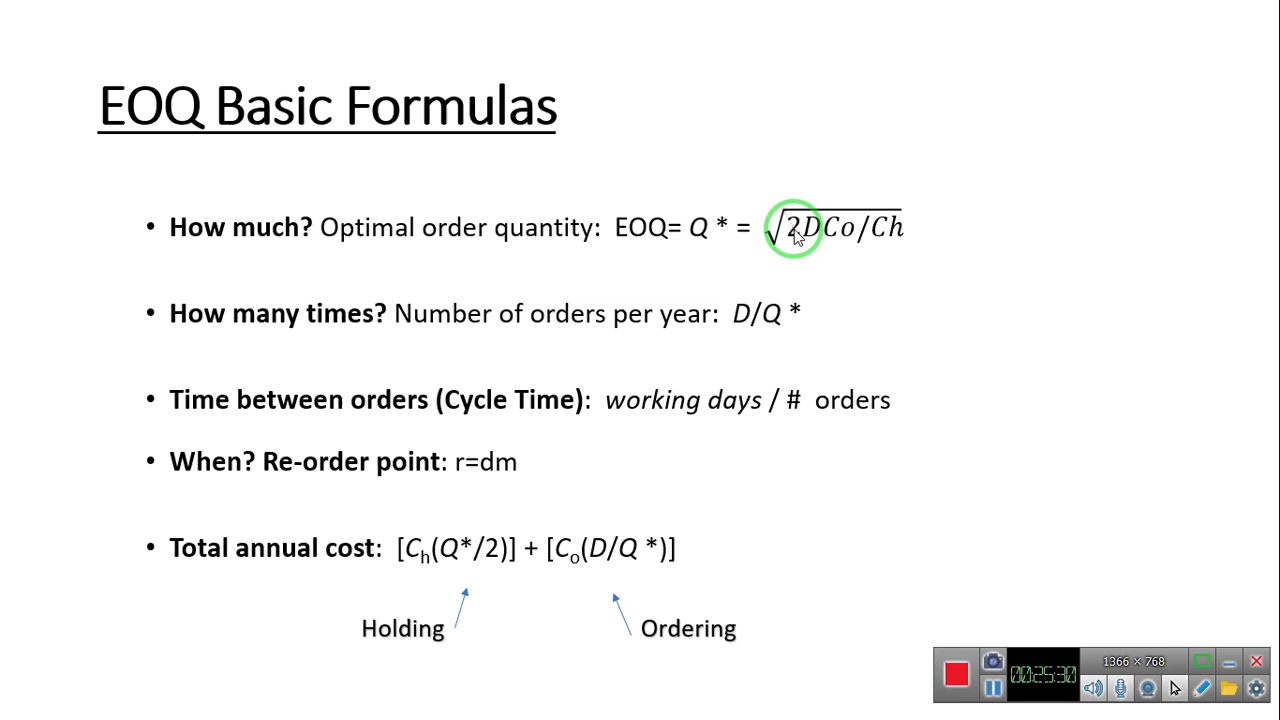 EOQ Basic Formulas
• How much? Optimal order quantity: EOQ= Q * = √2DCo/Ch
• How many times? Number of orders per year: D/Q *
• Time between orders (Cycle Time): working days / # orders
• When? Re-order point: r=dm
• Total annual cost: [Ch(Q*/2)] + [Co(D/Q *)]
Holding Ordering
1366 × 768
00:25:30